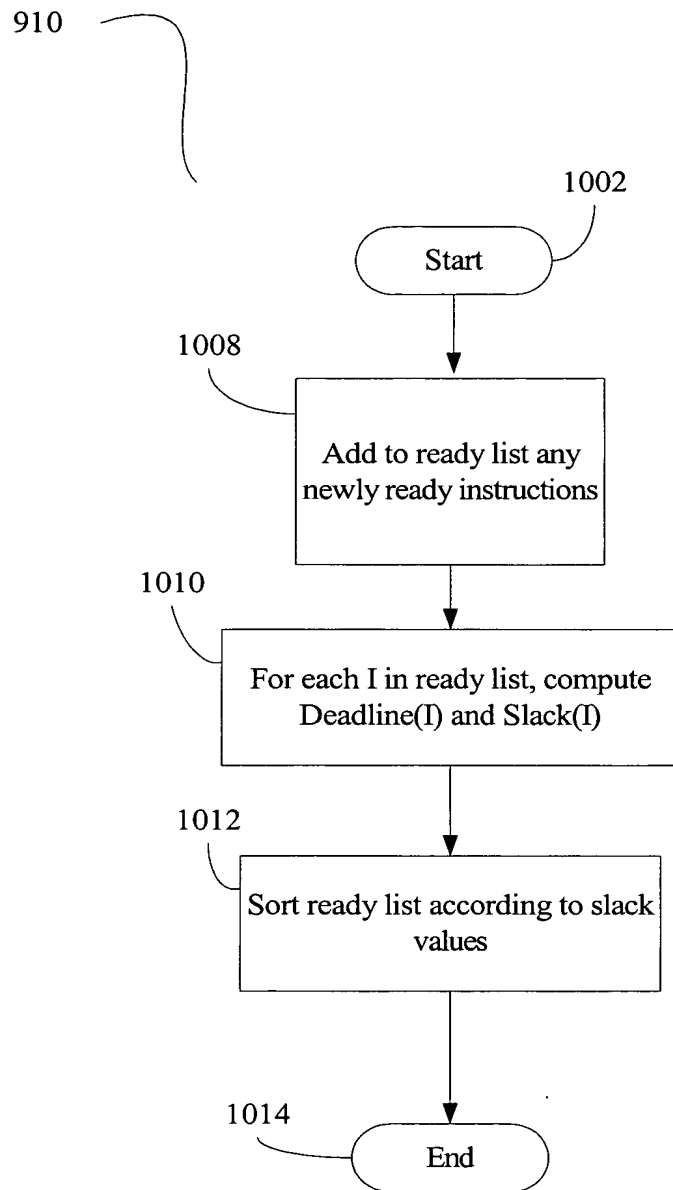 910
1002
Start
1008
Add to ready list any
newly ready instructions
1010
For each I in ready list, compute
Deadline(I) and Slack(I)
1012
Sort ready list according to slack
values
1014
End